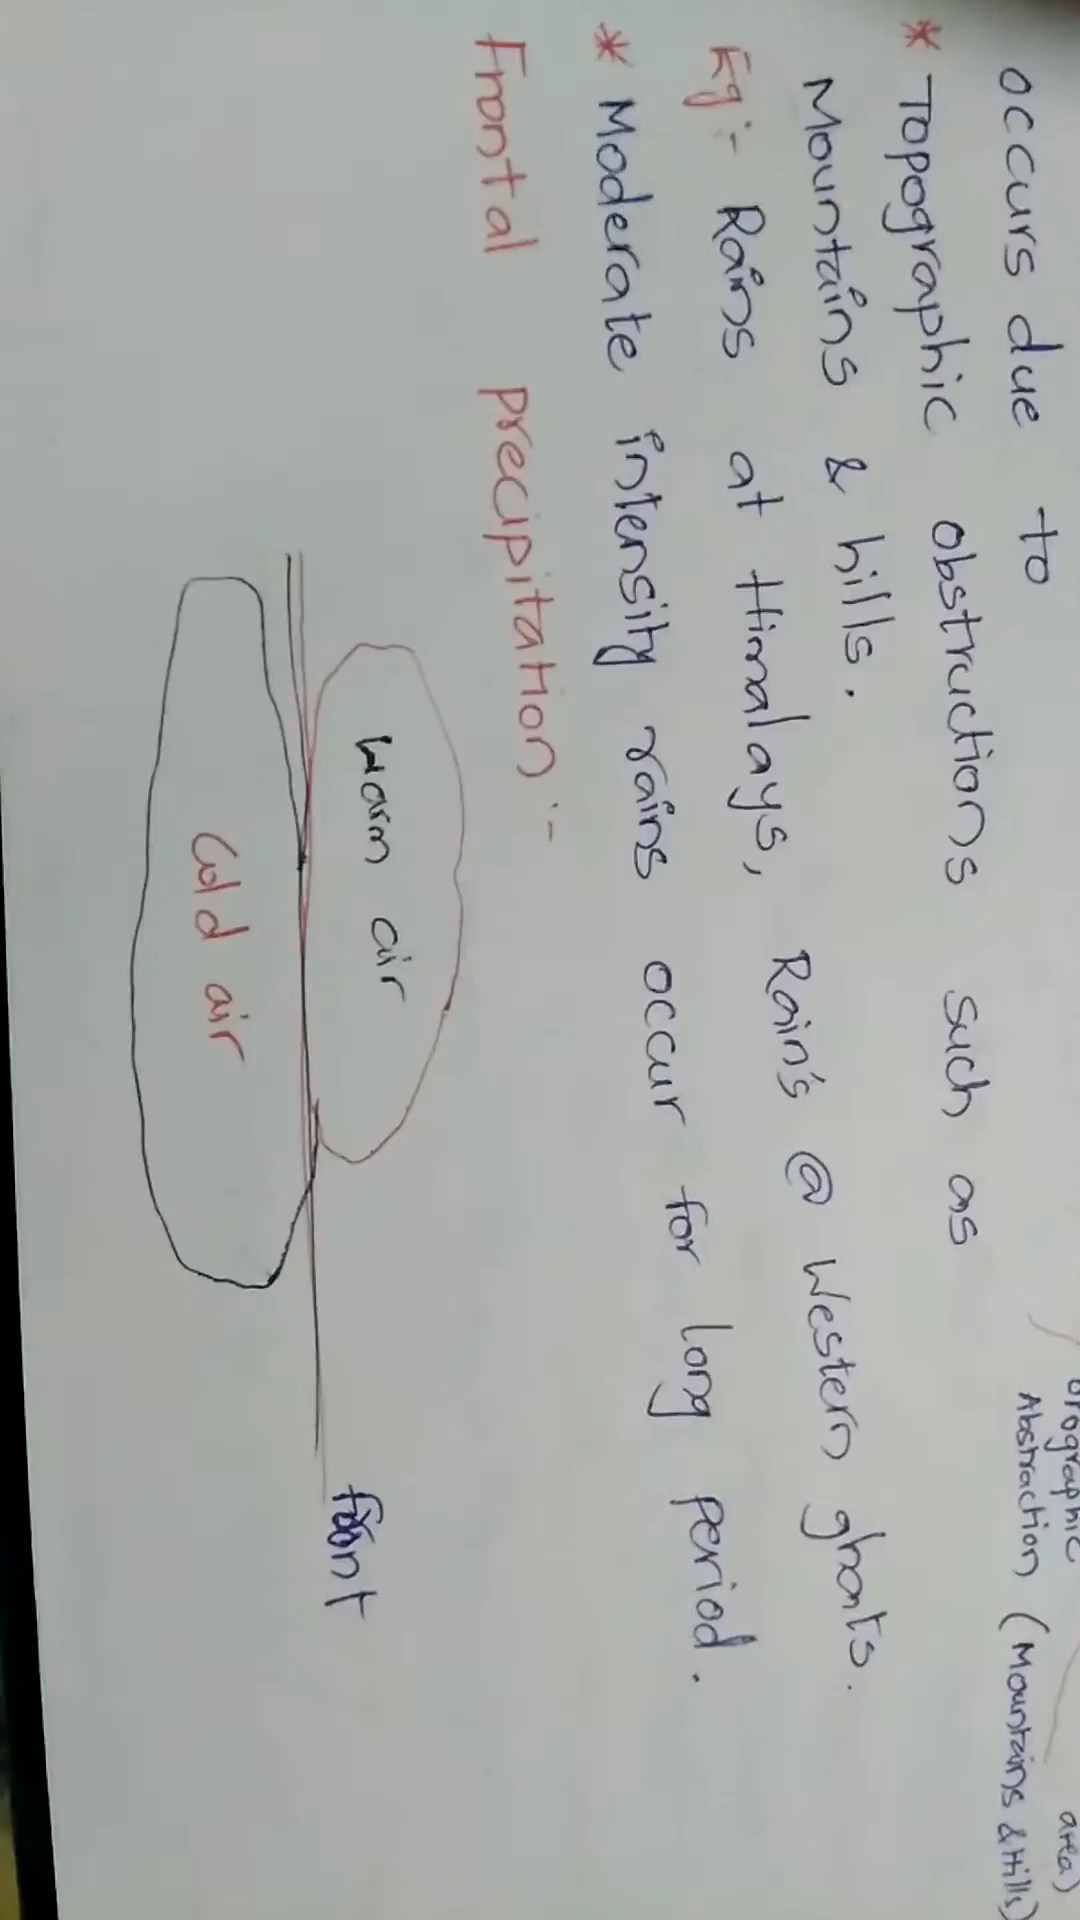 orographic area)
Abstraction (Mountains & Hills)
occurs due to
* Topographic obstructions such as
Mountains & hills.
Eg:- Rains at Himalays, Rain's @ Western ghats.
* Moderate intensity rains occur for long period.
Frontal precipitation:-
warm air
front
Cold air